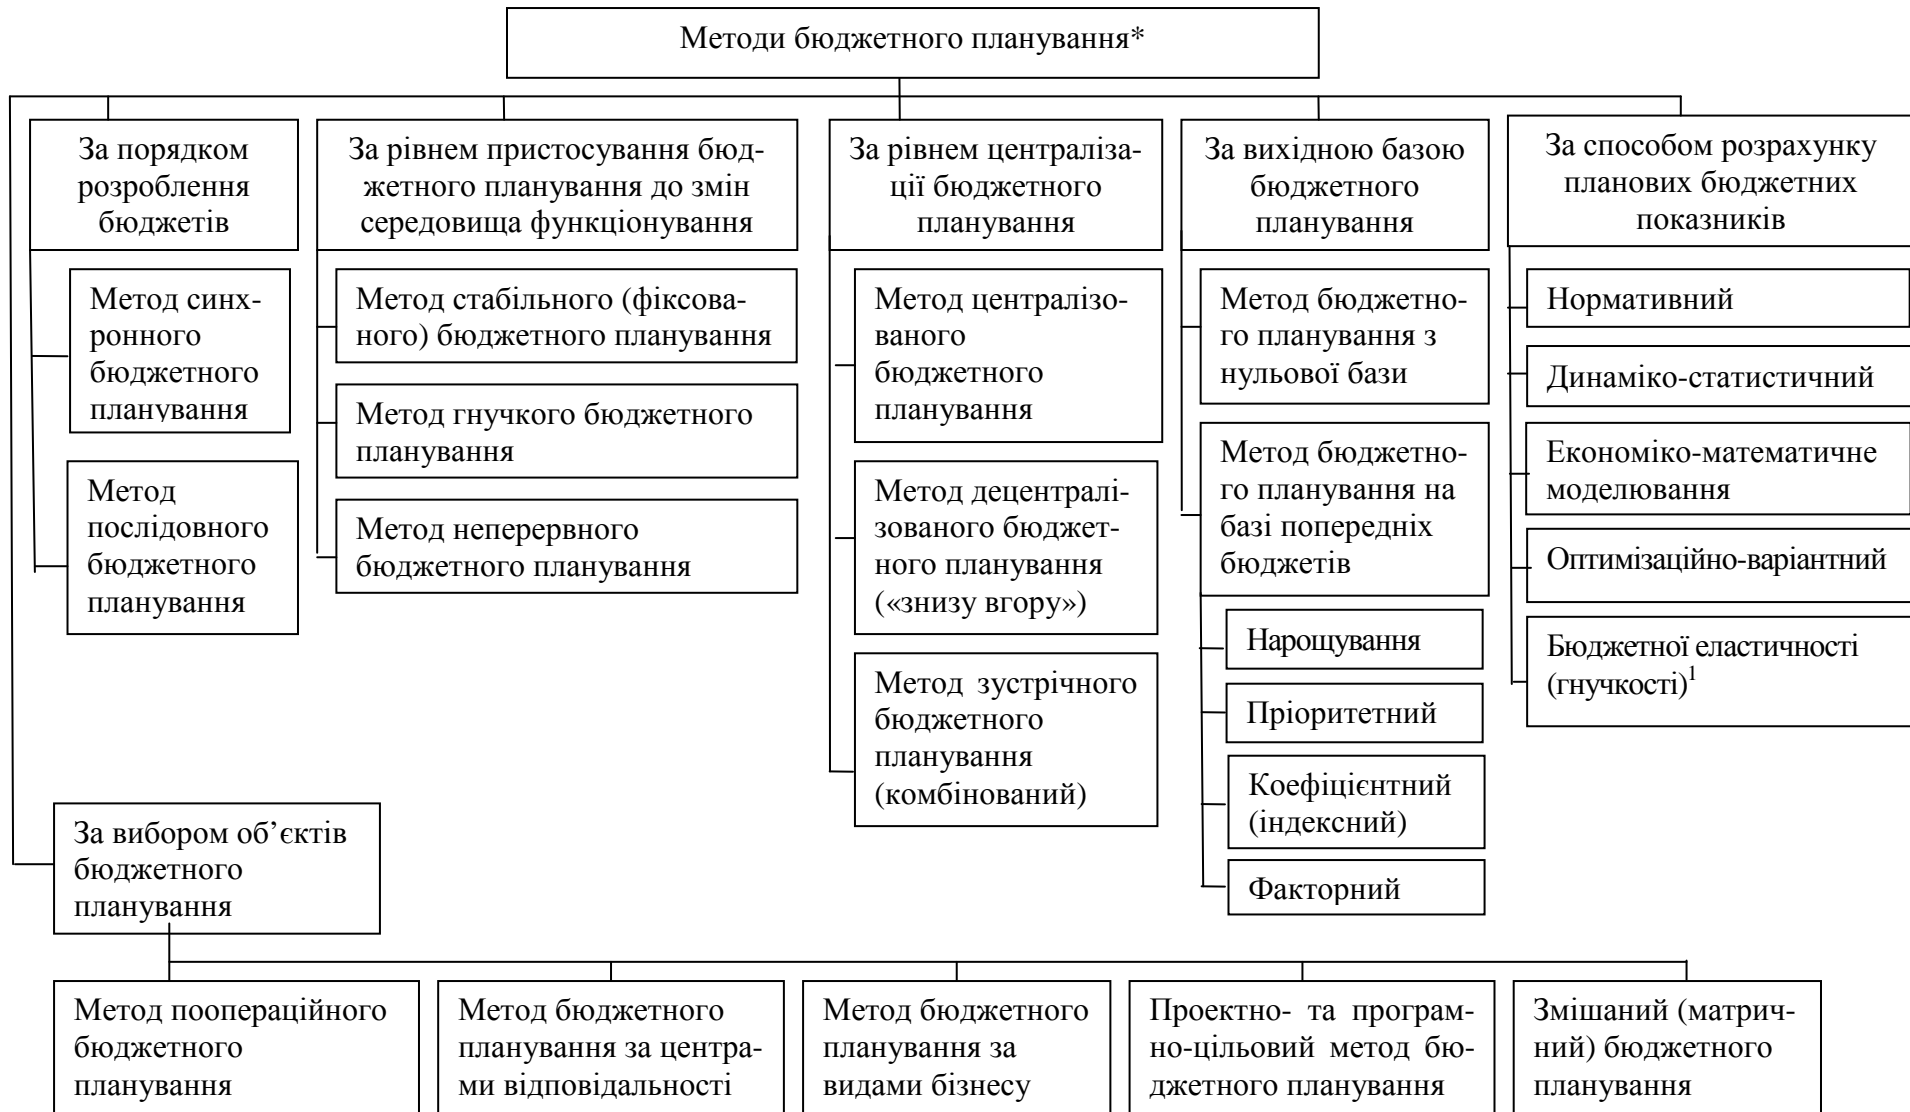 Методи бюджетного планування*
За порядком
розроблення
бюджетів
Метод синх-
ронного
бюджетного
планування
Метод
послідовного
бюджетного
планування
За рівнем пристосування бюд-
жетного планування до змін
середовища функціонування
Метод стабільного (фіксова-
ного) бюджетного планування
Метод гнучкого бюджетного
планування
Метод неперервного
бюджетного планування
За рівнем централіза-
ції бюджетного
планування
Метод централізо-
ваного
бюджетного
планування
Метод децентралі-
зованого бюджет-
ного планування
(«знизу вгору»)
Метод зустрічного
бюджетного
планування
(комбінований)
За вихідною базою
бюджетного
планування
Метод бюджетно-
го планування з
нульової бази
Метод бюджетно-
го планування на
базі попередніх
бюджетів
Нарощування
Пріоритетний
Коефіцієнтний
(індексний)
Факторний
За способом розрахунку
планових бюджетних
показників
Нормативний
Динаміко-статистичний
Економіко-математичне
моделювання
Оптимізаційно-варіантний
Бюджетної еластичності
(гнучкості)¹
За вибором об’єктів
бюджетного
планування
Метод поопераційного
бюджетного
планування
Метод бюджетного
планування за центра-
ми відповідальності
Метод бюджетного
планування за
видами бізнесу
Проектно- та програм-
но-цільовий метод бю-
джетного планування
Змішаний (матрич-
ний) бюджетного
планування